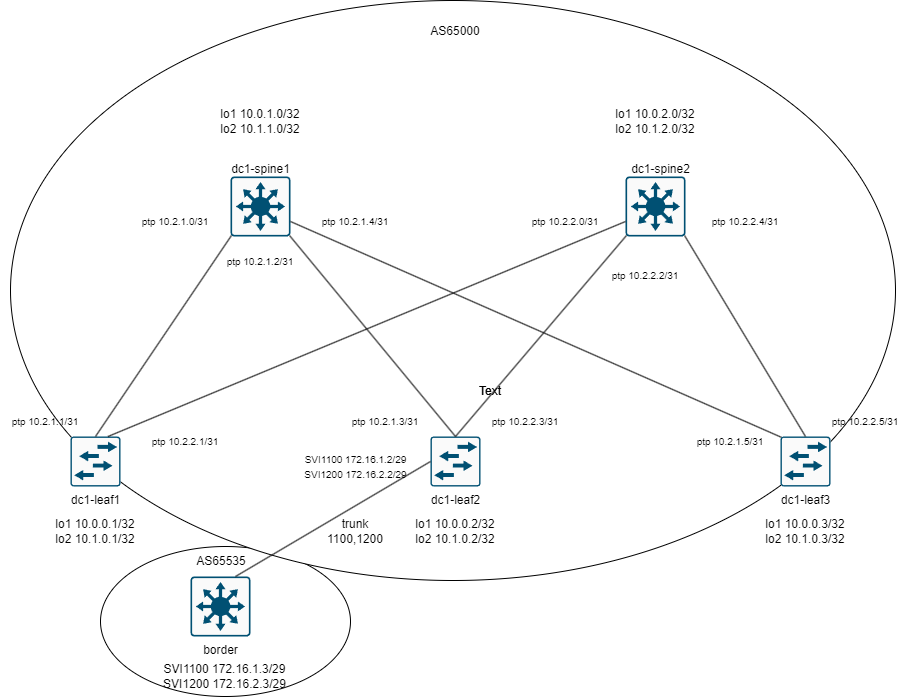 AS65000
lo1 10.0.1.0/32
lo2 10.1.1.0/32
lo1 10.0.2.0/32
lo2 10.1.2.0/32
dc1-spine1
dc1-spine2
ptp 10.2.1.0/31
ptp 10.2.1.4/31
ptp 10.2.2.0/31
ptp 10.2.2.4/31
ptp 10.2.1.2/31
ptp 10.2.2.2/31
Text
ptp 10.2.1.1/31
ptp 10.2.2.1/31
ptp 10.2.1.3/31
ptp 10.2.2.3/31
ptp 10.2.1.5/31
ptp 10.2.2.5/31
SVI1100 172.16.1.2/29
SVI1200 172.16.2.2/29
dc1-leaf1
dc1-leaf2
dc1-leaf3
lo1 10.0.0.1/32
lo2 10.1.0.1/32
trunk
1100,1200
lo1 10.0.0.2/32
lo2 10.1.0.2/32
lo1 10.0.0.3/32
lo2 10.1.0.3/32
AS65535
border
SVI1100 172.16.1.3/29
SVI1200 172.16.2.3/29